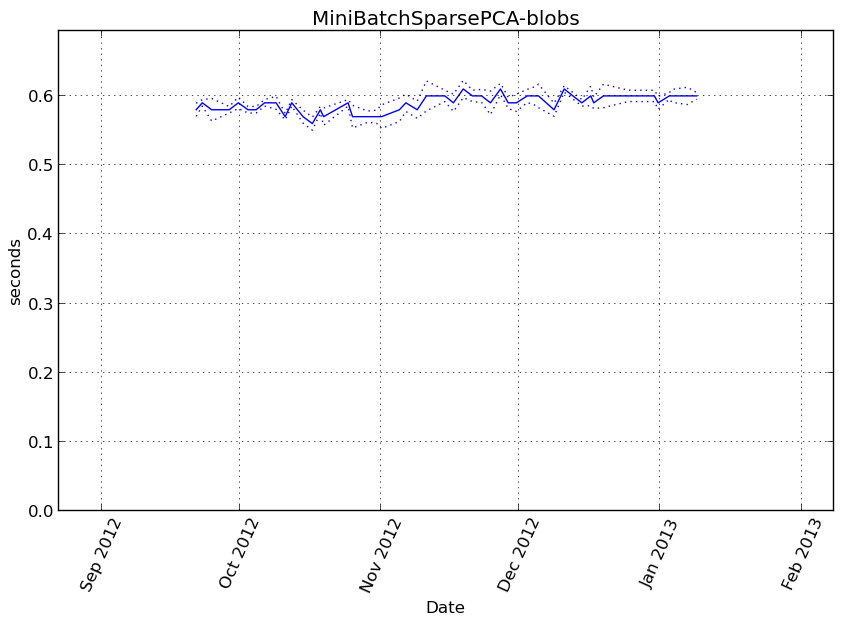 MiniBatchSparsePCA-blobs
0.6
0.5
0.4
0.3
0.2
0.1
0.0
seconds
Sep 2012
Oct 2012
Nov 2012
Dec 2012
Jan 2013
Feb 2013
Date